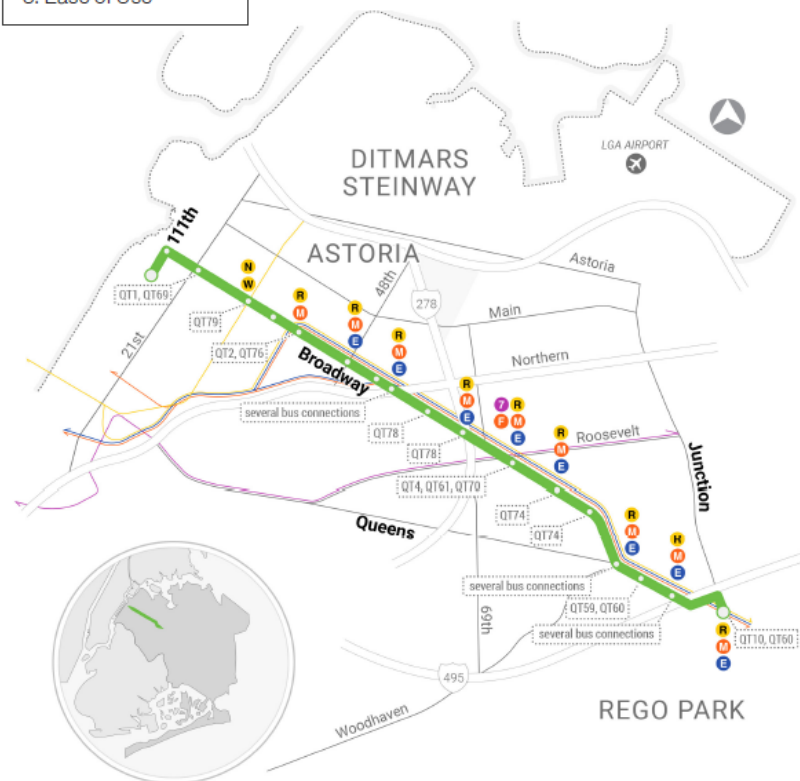 3. Ease of Use
DITMARS
STEINWAY
LGA AIRPORT
111th
ASTORIA
Astoria
N
W
48th
QT1, QT69
278
R
M
QT79
R
M
E
Main
21st
R
M
E
QT2, QT76
Broadway
Northern
several bus connections
R
M
E
7 R
F M
E
QT78
R
M
E
Roosevelt
QT78
Junction
QT4, QT61, QT70
QT74
R
M
E
Queens
QT74
R
M
E
several bus connections
QT59, QT60
69th
several bus connections
QT10, QT60
R
M
E
495
REGO PARK
Woodhaven